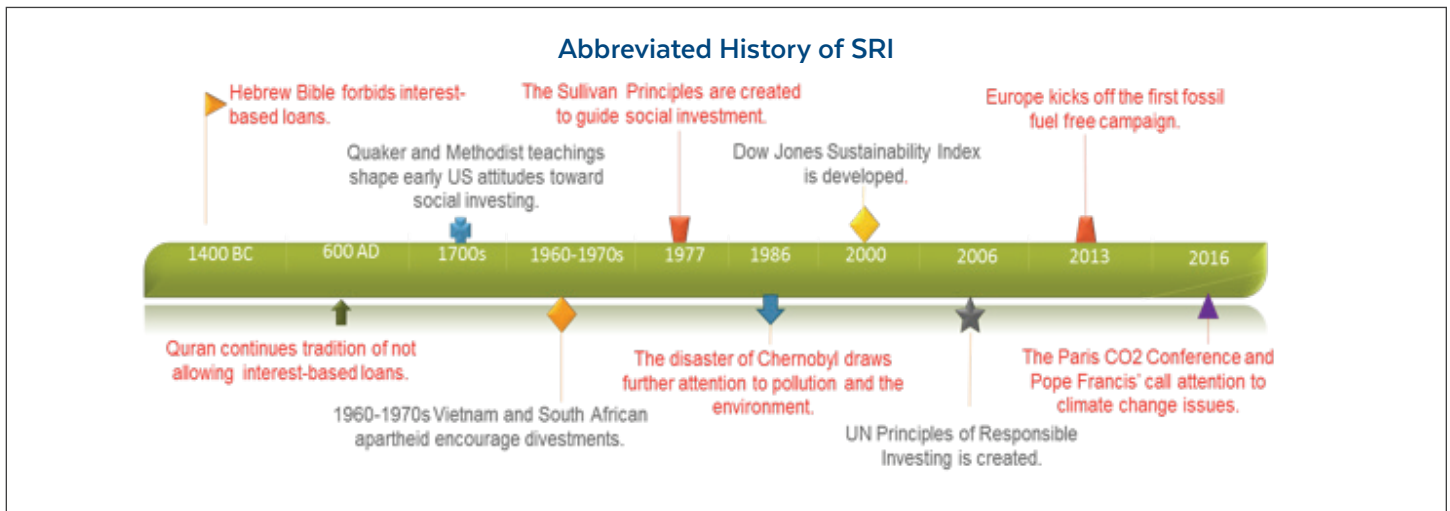 Abbreviated History of SRI
Hebrew Bible forbids interest-
based loans.
Quaker and Methodist teachings
shape early US attitudes toward
social investing.
The Sullivan Principles are created
to guide social investment.
Dow Jones Sustainability Index
is developed.
Europe kicks off the first fossil
fuel free campaign.
1400 BC
600 AD
1700s
1960-1970s
1977
1986
2000
2006
2013
2016
Quran continues tradition of not
allowing interest-based loans.
1960-1970s Vietnam and South African
apartheid encourage divestments.
The disaster of Chernobyl draws
further attention to pollution and the
environment.
UN Principles of Responsible
Investing is created.
The Paris CO2 Conference and
Pope Francis' call attention to
climate change issues.